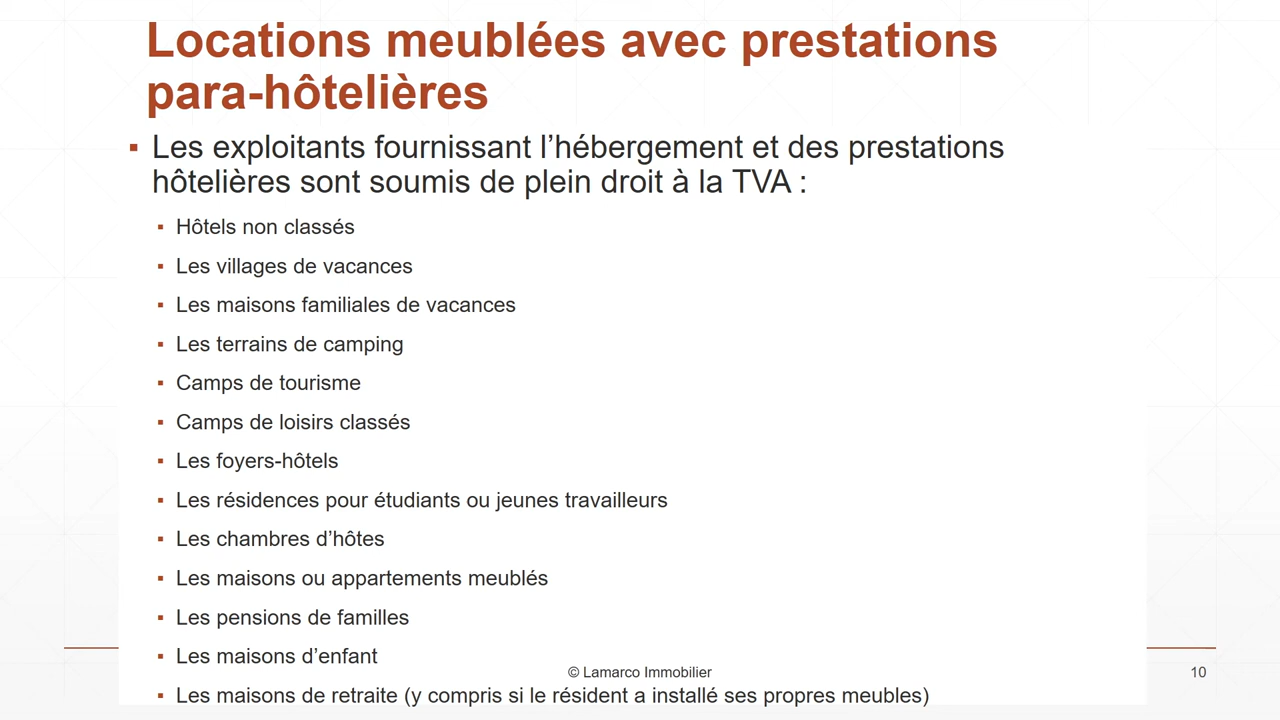 Locations meublées avec prestations
para-hôtelières
▪ Les exploitants fournissant l’hébergement et des prestations
hôtelières sont soumis de plein droit à la TVA :
▪ Hôtels non classés
▪ Les villages de vacances
▪ Les maisons familiales de vacances
▪ Les terrains de camping
▪ Camps de tourisme
▪ Camps de loisirs classés
▪ Les foyers-hôtels
▪ Les résidences pour étudiants ou jeunes travailleurs
▪ Les chambres d’hôtes
▪ Les maisons ou appartements meublés
▪ Les pensions de familles
▪ Les maisons d’enfant
© Lamarco Immobilier
10
▪ Les maisons de retraite (y compris si le résident a installé ses propres meubles)